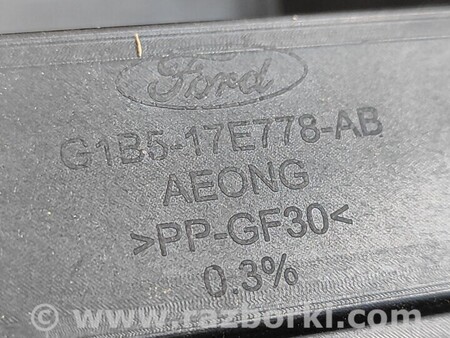 Ford
G1B5-17E778-AB
AEONG
>PP-GF30<
0.3%
© www.razborki.com